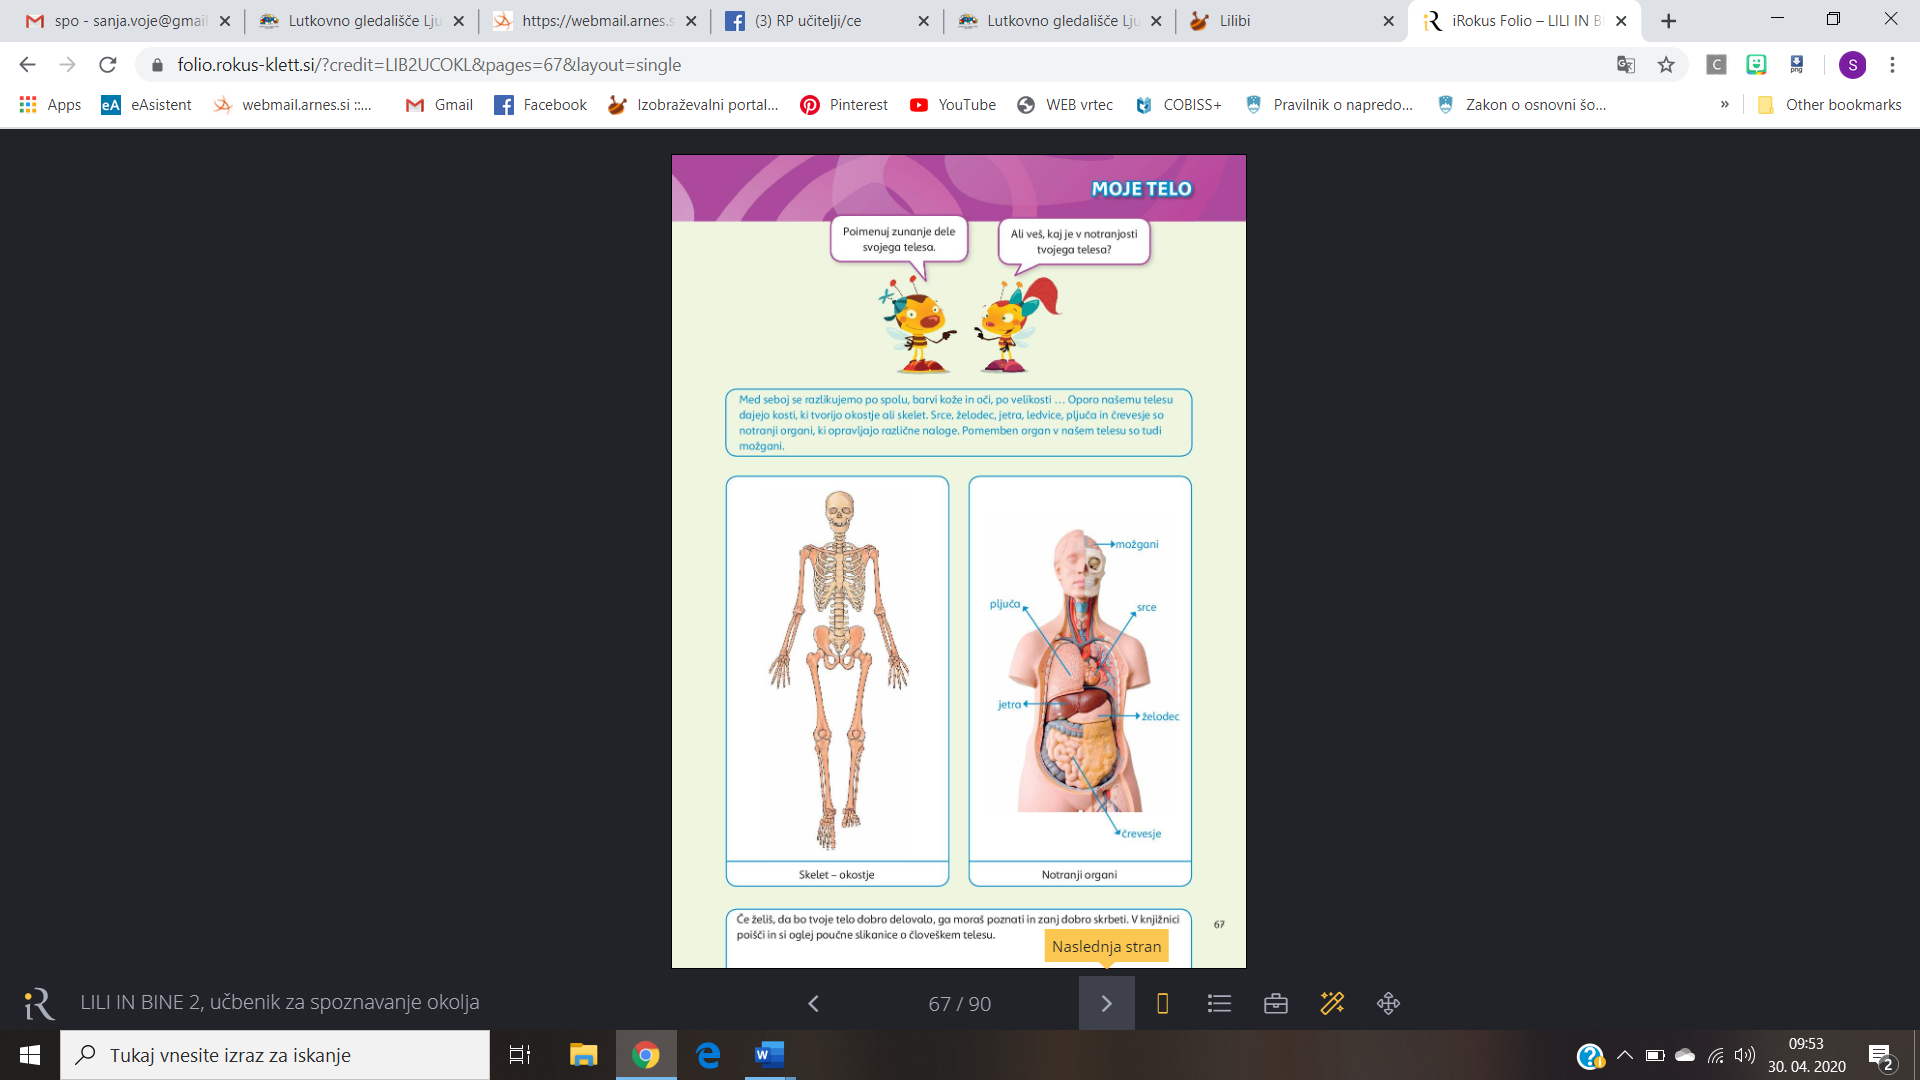 spo - sanja.voje@gmail
Lutkovno gledališče Lju
https://webmail.arnes.s
(3) RP učitelji/ce
Lutkovno gledališče Lju
Lilibi
iRokus Folio – LILI IN B
folio.rokus-klett.si/?credit=LIB2UCOKL&pages=67&layout=single
Apps
eAsistent
webmail.arnes.si ::...
Gmail
Facebook
Izobraževalni portal...
Pinterest
YouTube
WEB vrtec
COBISS+
Pravilnik o napredo...
Zakon o osnovni šo...
»
Other bookmarks
MOJE TELO
Poimenuj zunanje dele
svojega telesa.
Ali veš, kaj je v notranjosti
tvojega telesa?
Med seboj se razlikujemo po spolu, barvi kože in oči, po velikosti ... Oporo našemu telesu
dajejo kosti, ki tvorijo okostje ali skelet. Srce, želodec, jetra, ledvice, pljuča in črevesje so
notranji organi, ki opravljajo različne naloge. Pomemben organ v našem telesu so tudi
možgani.
možgani
pljuča
srce
jetra
želodec
črevesje
Skelet – okostje
Notranji organi
Če želiš, da bo tvoje telo dobro delovalo, ga moraš poznati in zanj dobro skrbeti. V knjižnici
poišči in si oglej poučne slikanice o človeškem telesu.
67
Naslednja stran
iR
LILI IN BINE 2, učbenik za spoznavanje okolja
67 / 90
Tukaj vnesite izraz za iskanje
09:53
30. 04. 2020
2